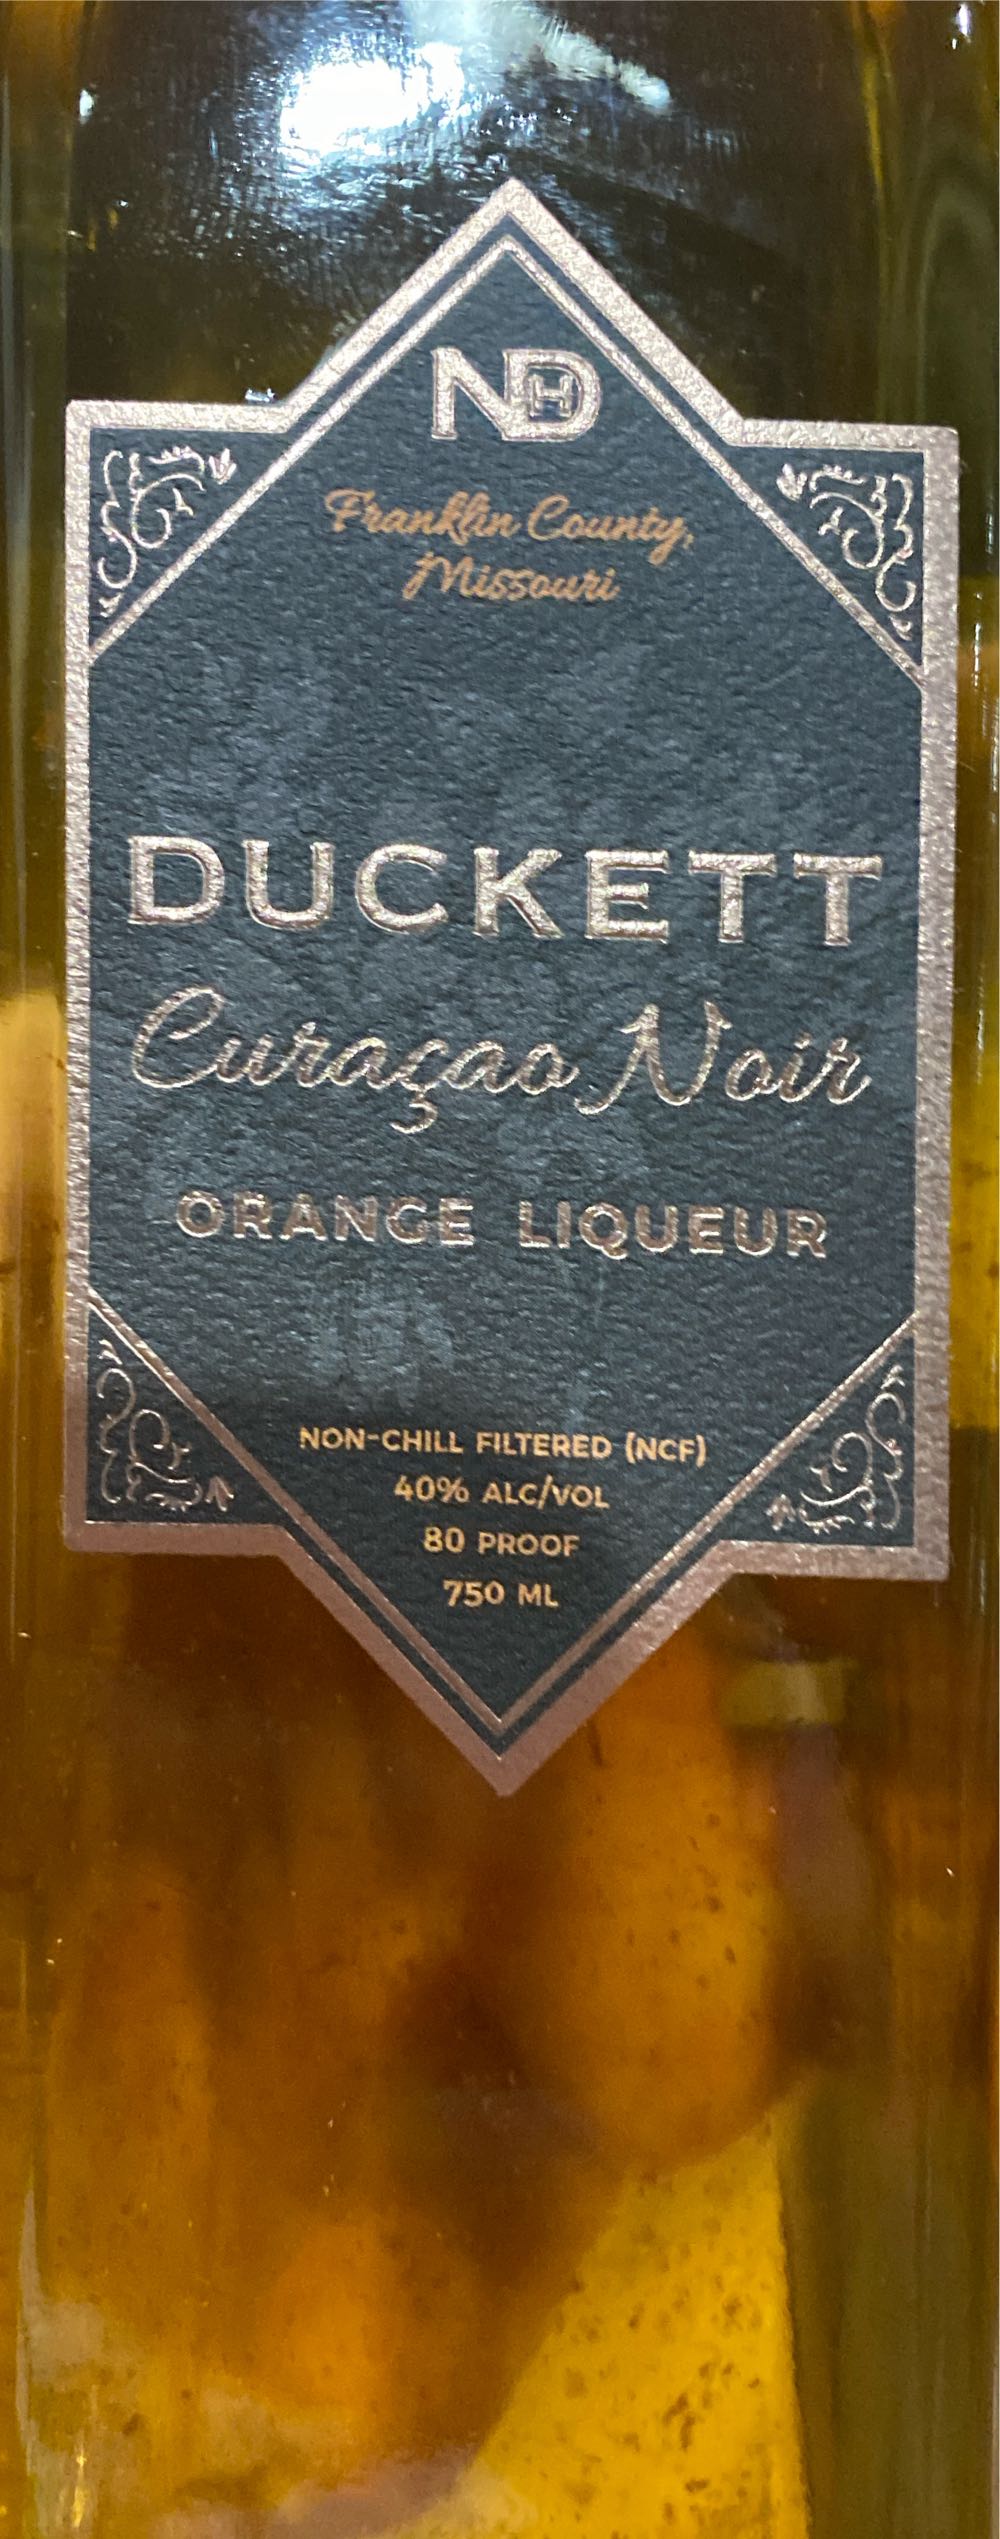 NDH
Franklin County,
Missouri
DUCKETT
Curaçao Noir
ORANGE LIQUEUR
NON-CHILL FILTERED (NCF)
40% ALC/VOL
80 PROOF
750 ML